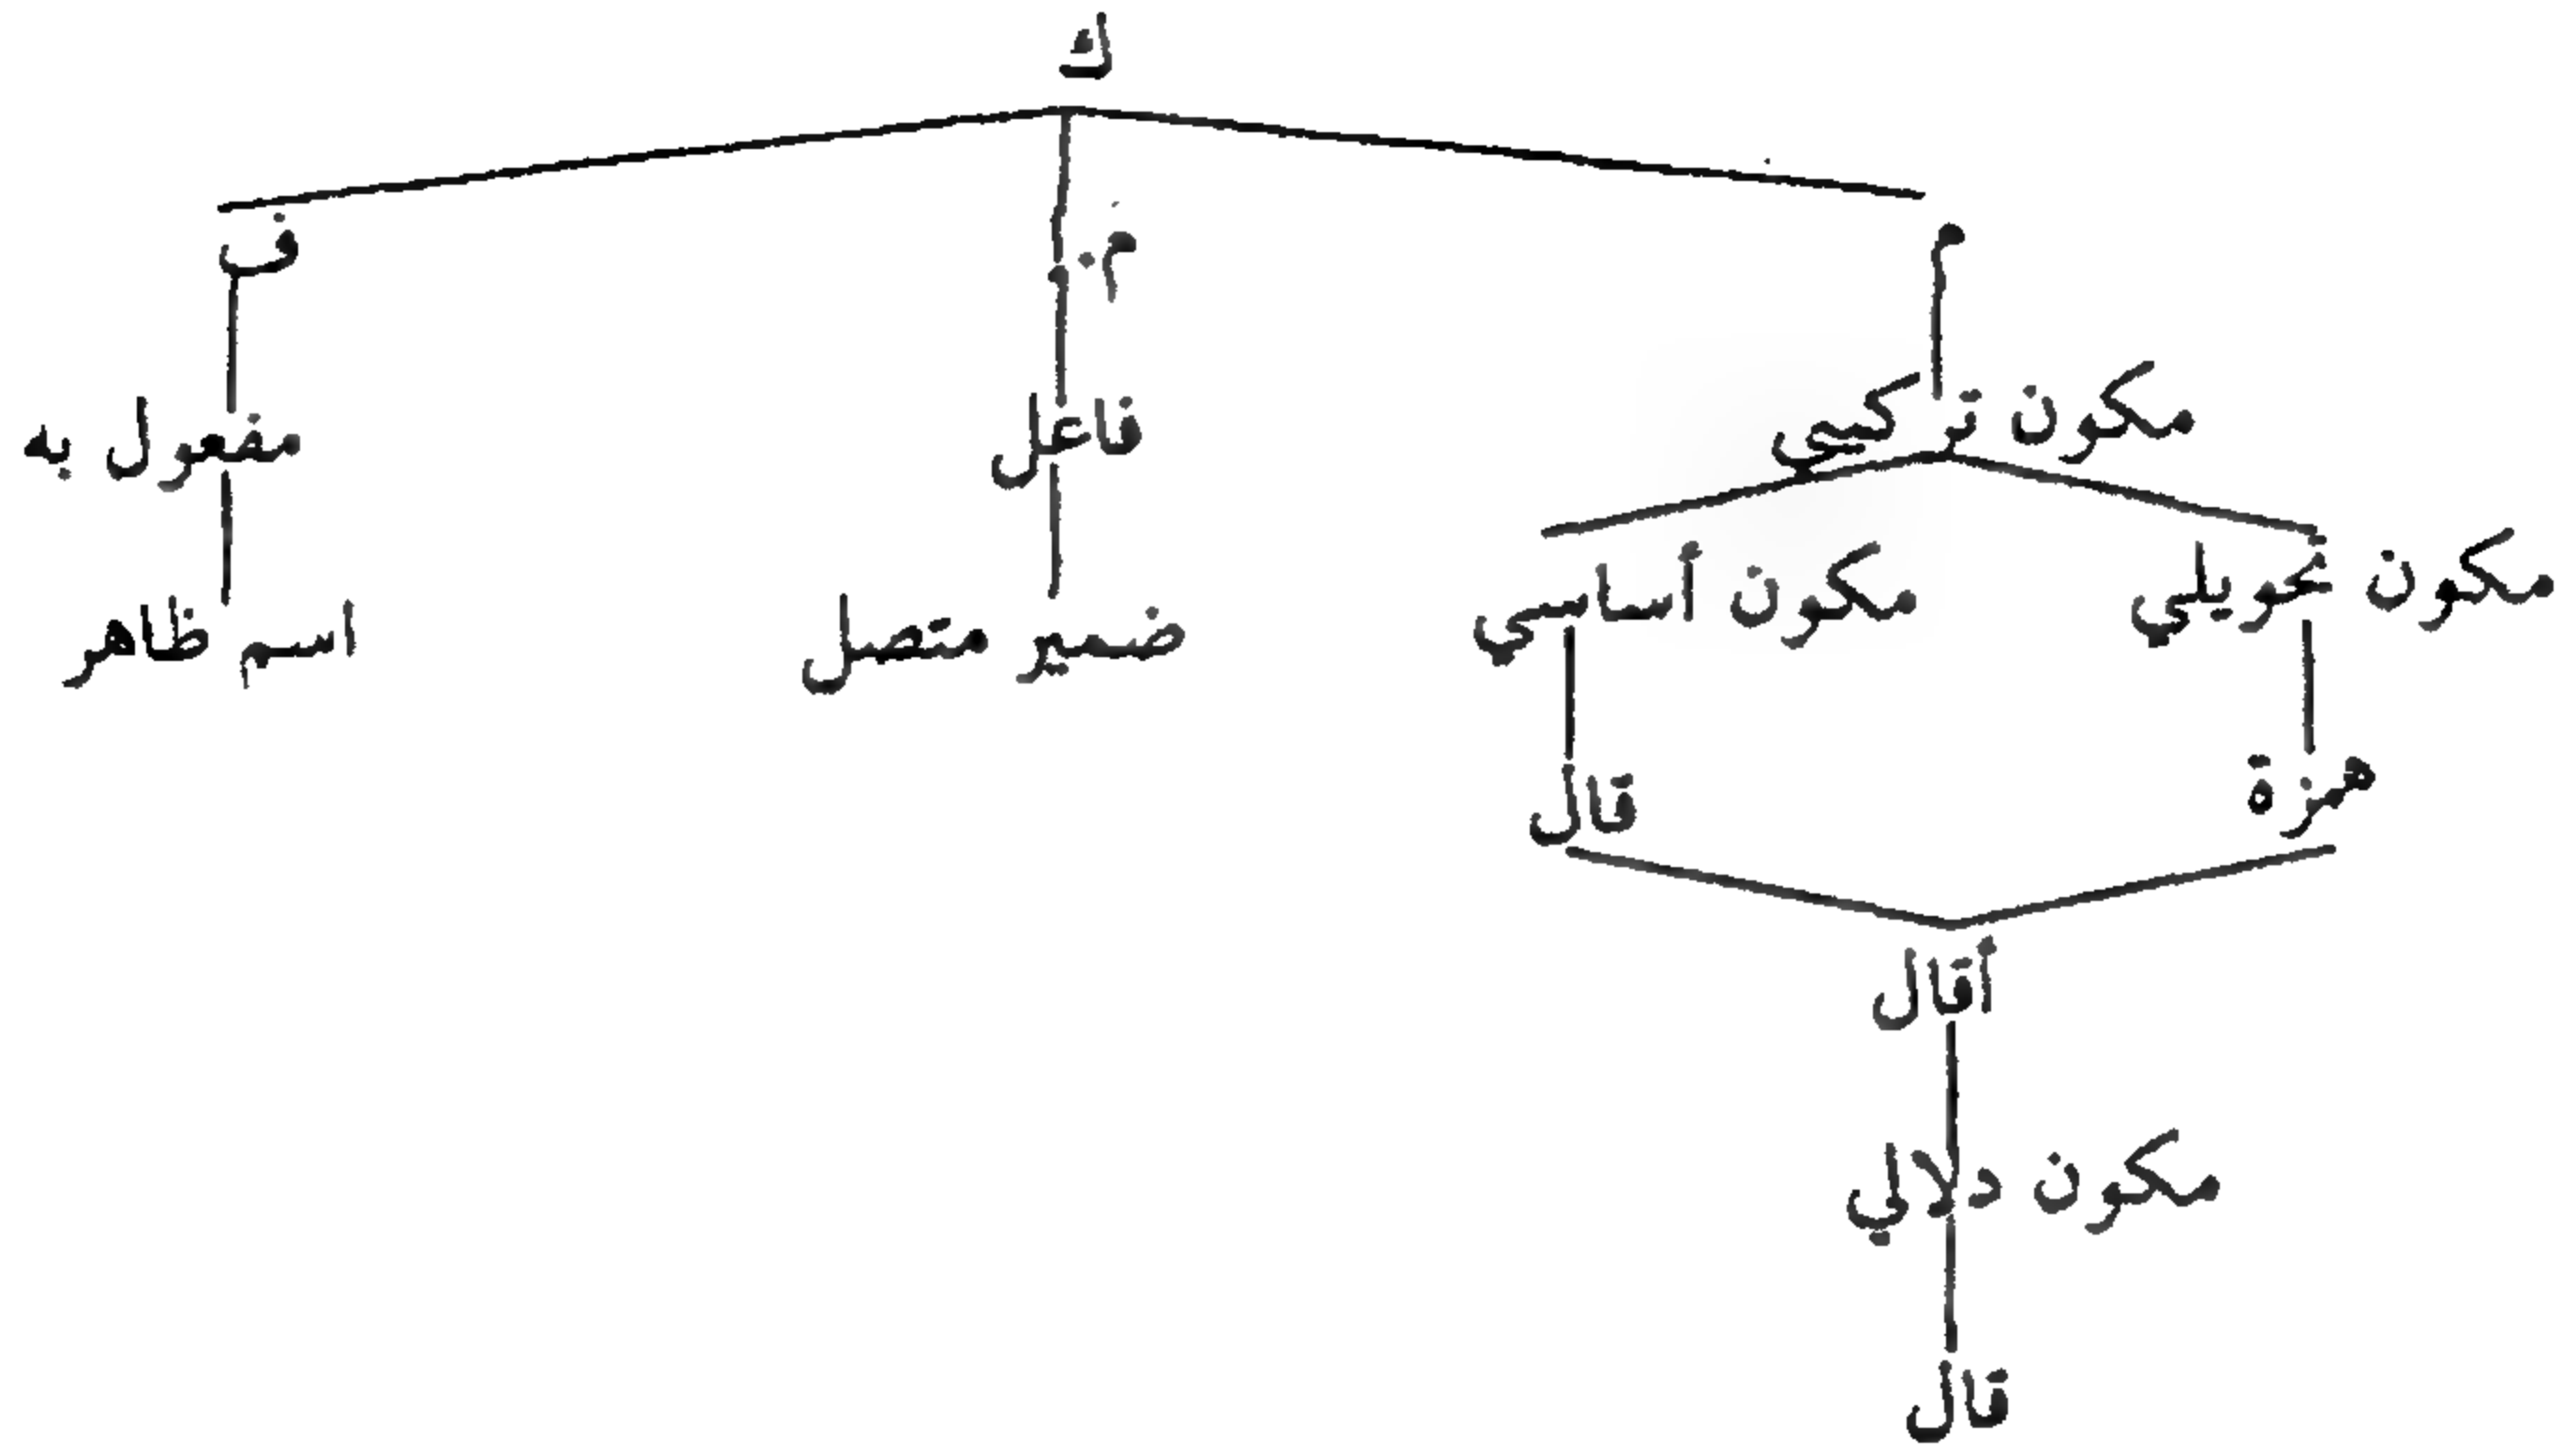 ك
م م. ف
مكون تركيبي فاعل مفعول به
مكون تحويلي مكون أساسي ضمير متصل اسم ظاهر
همزة قال
أقال
مكون دلالي
قال